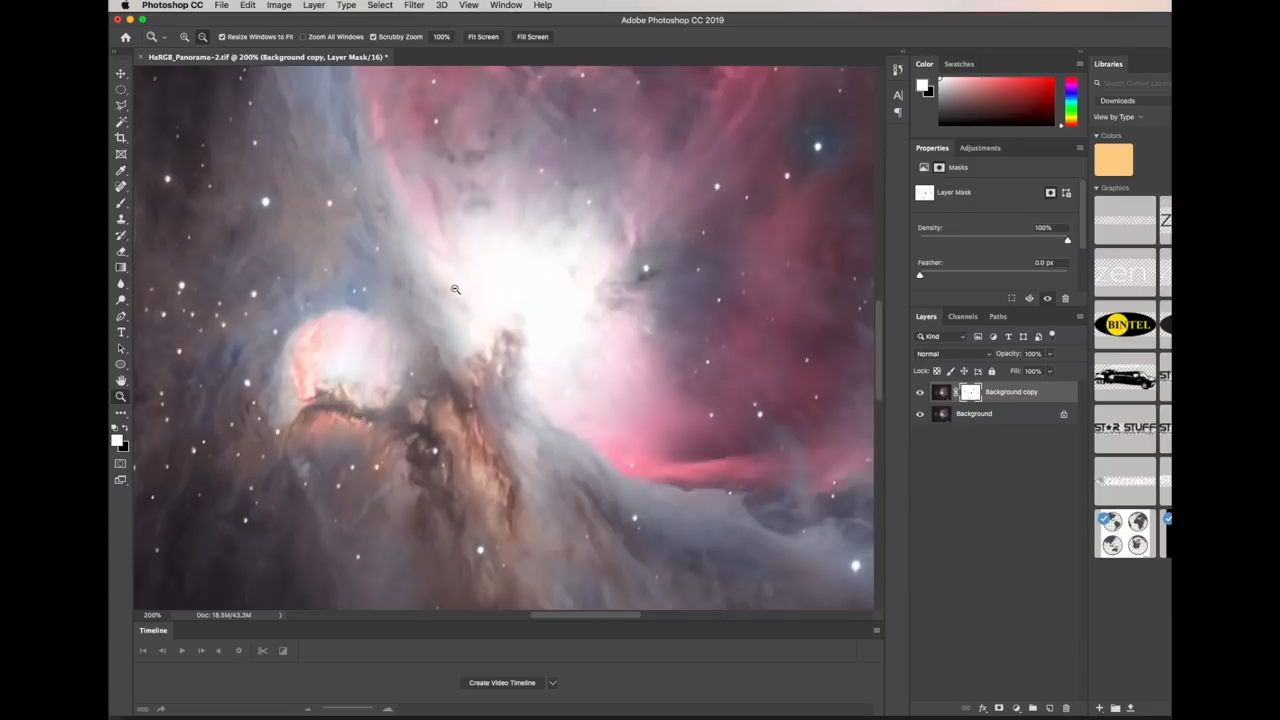 Photoshop CC File Edit Image Layer Type Select Filter 3D View Window Help
Adobe Photoshop CC 2019
Resize Windows to Fit Zoom All Windows Scrubby Zoom 100% Fit Screen Fill Screen
HaRGB_Panorama-2.tif @ 200% (Background copy, Layer Mask/16) *
Color Swatches
Libraries
Downloads
View by Type
Colors
Properties Adjustments
Masks
Layer Mask
Graphics
Density: 100%
Feather: 0.0 px
zen
Layers Channels Paths
BINTEL
Kind
Normal Opacity: 100%
Lock: Fill: 100%
Background copy
Background
STAR STUFF
200% Doc: 18.5M/43.3M
Timeline
Create Video Timeline